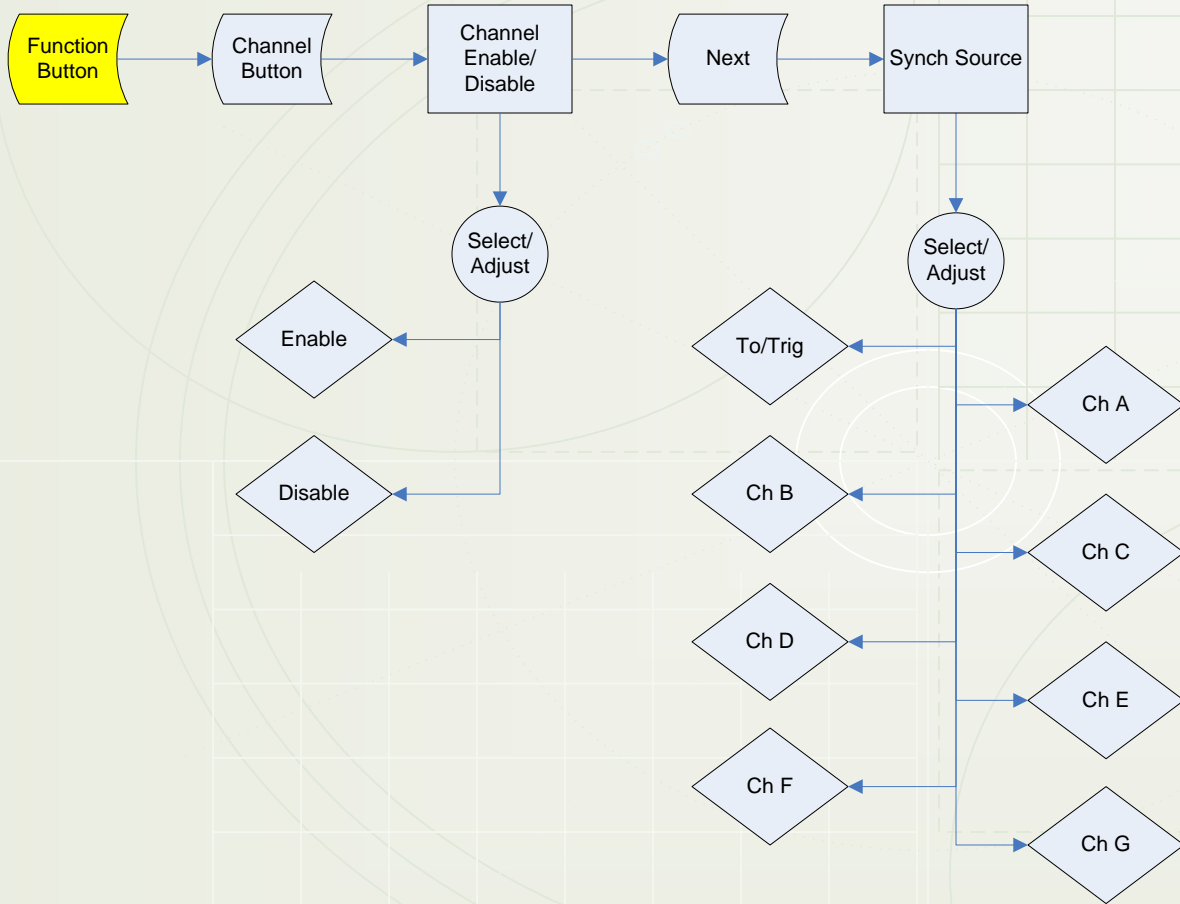 Function
Button
Channel
Button
Channel
Enable/
Disable
Next
Synch Source
Select/
Adjust
Select/
Adjust
Enable
To/Trig
Ch A
Disable
Ch B
Ch C
Ch D
Ch E
Ch F
Ch G